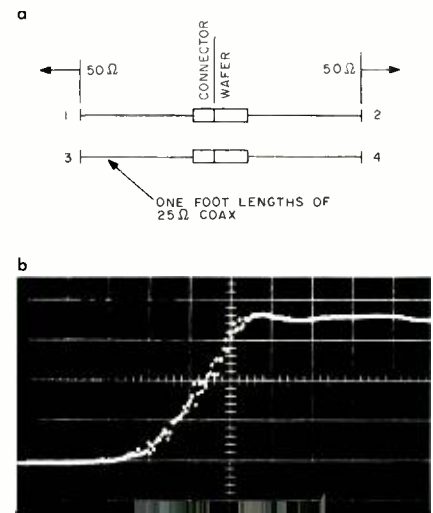 a
50Ω
CONNECTOR
WAFER
50Ω
1
2
3
4
ONE FOOT LENGTHS OF
25Ω COAX
b